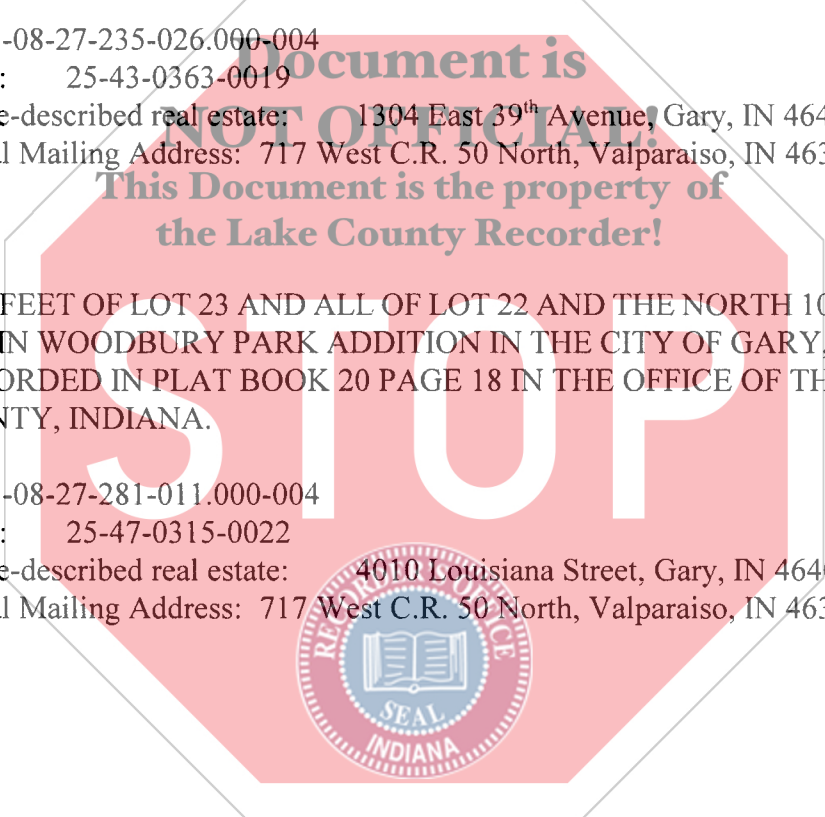 -08-27-235-026.000-004
Document is
: 25-43-0363-0019
e-described real estate: 1304 East 39th Avenue, Gary, IN 464
NOT OFFICIAL!
l Mailing Address: 717 West C.R. 50 North, Valparaiso, IN 463
This Document is the property of
the Lake County Recorder!
FEET OF LOT 23 AND ALL OF LOT 22 AND THE NORTH 10
IN WOODBURY PARK ADDITION IN THE CITY OF GARY,
ORDED IN PLAT BOOK 20 PAGE 18 IN THE OFFICE OF TH
NTY, INDIANA.
STOP
-08-27-281-011.000-004
: 25-47-0315-0022
e-described real estate: 4010 Louisiana Street, Gary, IN 464
l Mailing Address: 717 West C.R. 50 North, Valparaiso, IN 463
RECORDER'S OFFICE
SEAL
INDIANA